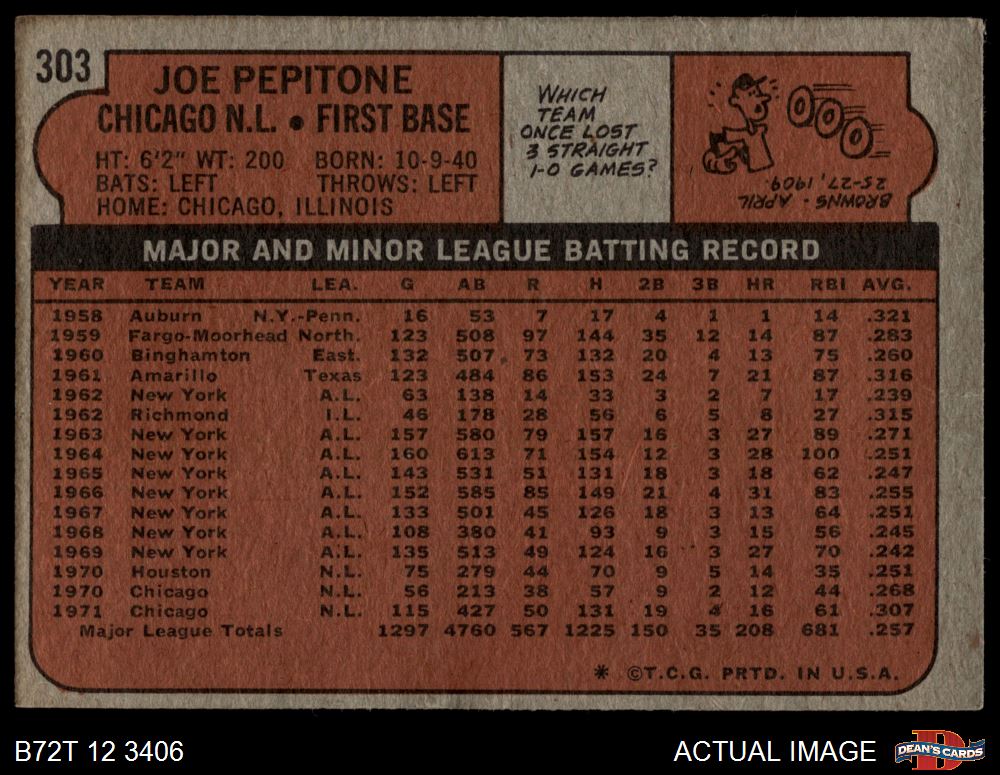 303
JOE PEPITONE
CHICAGO N.L. • FIRST BASE
HT: 6'2" WT: 200 BORN: 10-9-40
BATS: LEFT THROWS: LEFT
HOME: CHICAGO, ILLINOIS
WHICH
TEAM
ONCE LOST
3 STRAIGHT
1-0 GAMES?
000
BROWNS - APRIL
25-27, 1909.
MAJOR AND MINOR LEAGUE BATTING RECORD
YEAR TEAM LEA. G AB R H 2B 3B HR RBI AVG.
1958 Auburn N.Y.-Penn. 16 53 7 17 4 1 1 14 .321
1959 Fargo-Moorhead North. 123 508 97 144 35 12 14 87 .283
1960 Binghamton East. 132 507 73 132 20 4 13 75 .260
1961 Amarillo Texas 123 484 86 153 24 7 21 87 .316
1962 New York A.L. 63 138 14 33 3 2 7 17 .239
1962 Richmond I.L. 46 178 28 56 6 5 8 27 .315
1963 New York A.L. 157 580 79 157 16 3 27 89 .271
1964 New York A.L. 160 613 71 154 12 3 28 100 .251
1965 New York A.L. 143 531 51 131 18 3 18 62 .247
1966 New York A.L. 152 585 85 149 21 4 31 83 .255
1967 New York A.L. 133 501 45 126 18 3 13 64 .251
1968 New York A.L. 108 380 41 93 9 3 15 56 .245
1969 New York A.L. 135 513 49 124 16 3 27 70 .242
1970 Houston N.L. 75 279 44 70 9 5 14 35 .251
1970 Chicago N.L. 56 213 38 57 9 2 12 44 .268
1971 Chicago N.L. 115 427 50 131 19 4 16 61 .307
Major League Totals 1297 4760 567 1225 150 35 208 681 .257
* ©T.C.G. PRTD. IN U.S.A.
B72T 12 3406
ACTUAL IMAGE
D
DEAN'S CARDS